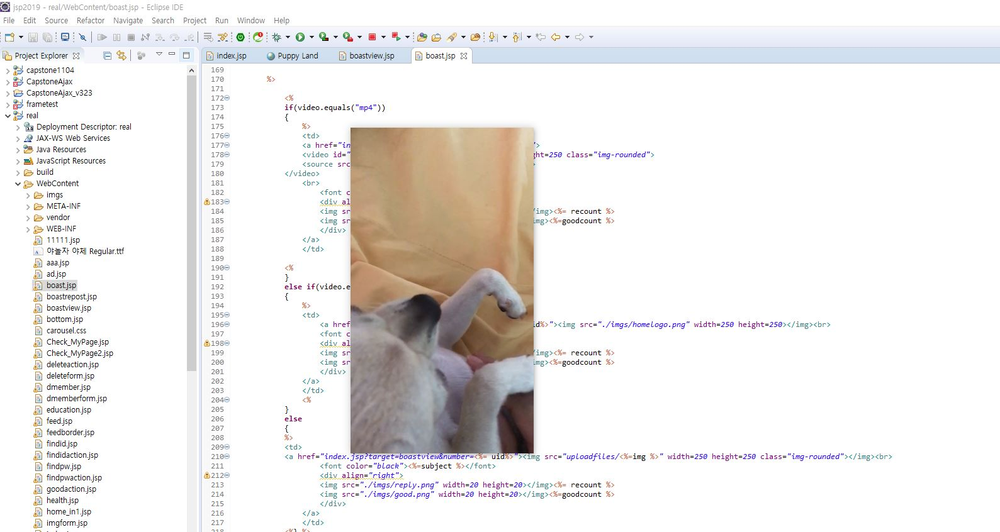 jsp2019 - real/WebContent/boast.jsp - Eclipse IDE
File Edit Source Refactor Navigate Search Project Run Window Help
Project Explorer
index.jsp Puppy Land boastview.jsp boast.jsp
capstone1104
CapstoneAjax
CapstoneAjax_v323
frametest
real
Deployment Descriptor: real
JAX-WS Web Services
Java Resources
JavaScript Resources
build
WebContent
imgs
META-INF
vendor
WEB-INF
11111.jsp
야놀자 야체 Regular.ttf
aaa.jsp
ad.jsp
boast.jsp
boastrepost.jsp
boastview.jsp
bottom.jsp
carousel.css
Check_MyPage.jsp
Check_MyPage2.jsp
deleteaction.jsp
deleteform.jsp
dmember.jsp
dmemberform.jsp
education.jsp
feed.jsp
feedborder.jsp
findid.jsp
findidaction.jsp
findpw.jsp
findpwaction.jsp
goodaction.jsp
health.jsp
home_in1.jsp
imgform.jsp
169
170 %>
171
172 <%
173 if(video.equals("mp4"))
174 {
175 %>
176 <td>
177 <a href="in ">
178 <video id=" ght=250 class="img-rounded">
179 <source src >
180 </video>
181 <br>
182 <font c
183 <div al
184 <img sr /img><%= recount %>
185 <img sr img><%=goodcount %>
186 </div>
187 </a>
188 </td>
189
190 <%
191 }
192 else if(video.e
193 {
194 %>
195 <td>
196 <a href id%>"><img src="./imgs/homelogo.png" width=250 height=250></img><br>
197 <font c
198 <div al
199 <img sr /img><%= recount %>
200 <img sr img><%=goodcount %>
201 </div>
202 </a>
203 </td>
204 <%
205 }
206 else
207 {
208 %>
209 <td>
210 <a href="index.jsp?target=boastview&number=<%= uid%>"><img src="uploadfiles/<%=img %>" width=250 height=250 class="img-rounded"></img><br>
211 <font color="black"><%=subject %></font>
212 <div align="right">
213 <img src="./imgs/reply.png" width=20 height=20></img><%= recount %>
214 <img src="./imgs/good.png" width=20 height=20></img><%=goodcount %>
215 </div>
216 </a>
217 </td>
218 <%} %>